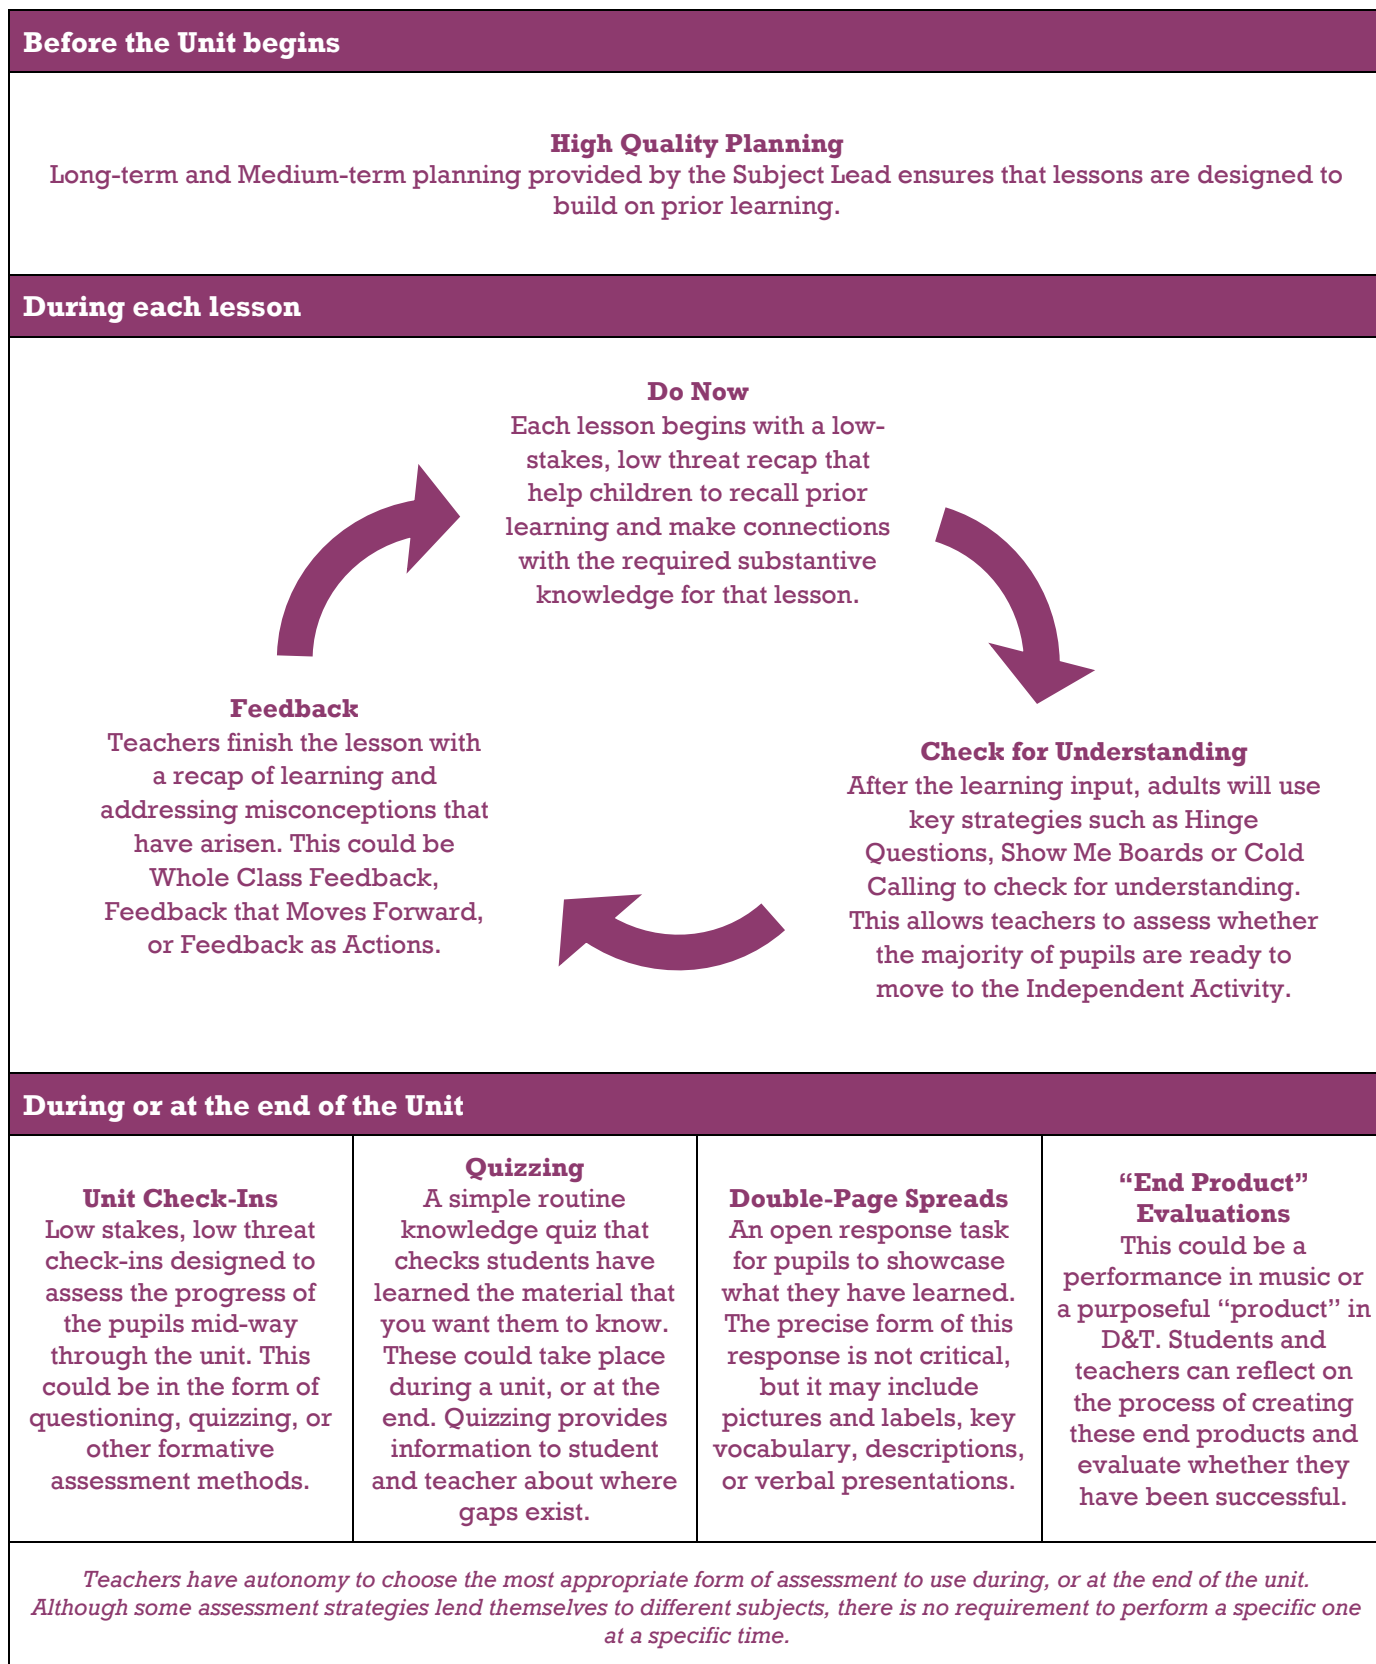 Before the Unit begins
High Quality Planning
Long-term and Medium-term planning provided by the Subject Lead ensures that lessons are designed to
build on prior learning.
During each lesson
Do Now
Each lesson begins with a low-
stakes, low threat recap that
help children to recall prior
learning and make connections
with the required substantive
knowledge for that lesson.
Check for Understanding
After the learning input, adults will use
key strategies such as Hinge
Questions, Show Me Boards or Cold
Calling to check for understanding.
This allows teachers to assess whether
the majority of pupils are ready to
move to the Independent Activity.
Feedback
Teachers finish the lesson with
a recap of learning and
addressing misconceptions that
have arisen. This could be
Whole Class Feedback,
Feedback that Moves Forward,
or Feedback as Actions.
During or at the end of the Unit
Unit Check-Ins
Low stakes, low threat
check-ins designed to
assess the progress of
the pupils mid-way
through the unit. This
could be in the form of
questioning, quizzing, or
other formative
assessment methods.
Quizzing
A simple routine
knowledge quiz that
checks students have
learned the material that
you want them to know.
These could take place
during a unit, or at the
end. Quizzing provides
information to student
and teacher about where
gaps exist.
Double-Page Spreads
An open response task
for pupils to showcase
what they have learned.
The precise form of this
response is not critical,
but it may include
pictures and labels, key
vocabulary, descriptions,
or verbal presentations.
“End Product”
Evaluations
This could be a
performance in music or
a purposeful “product” in
D&T. Students and
teachers can reflect on
the process of creating
these end products and
evaluate whether they
have been successful.
Teachers have autonomy to choose the most appropriate form of assessment to use during, or at the end of the unit.
Although some assessment strategies lend themselves to different subjects, there is no requirement to perform a specific one
at a specific time.